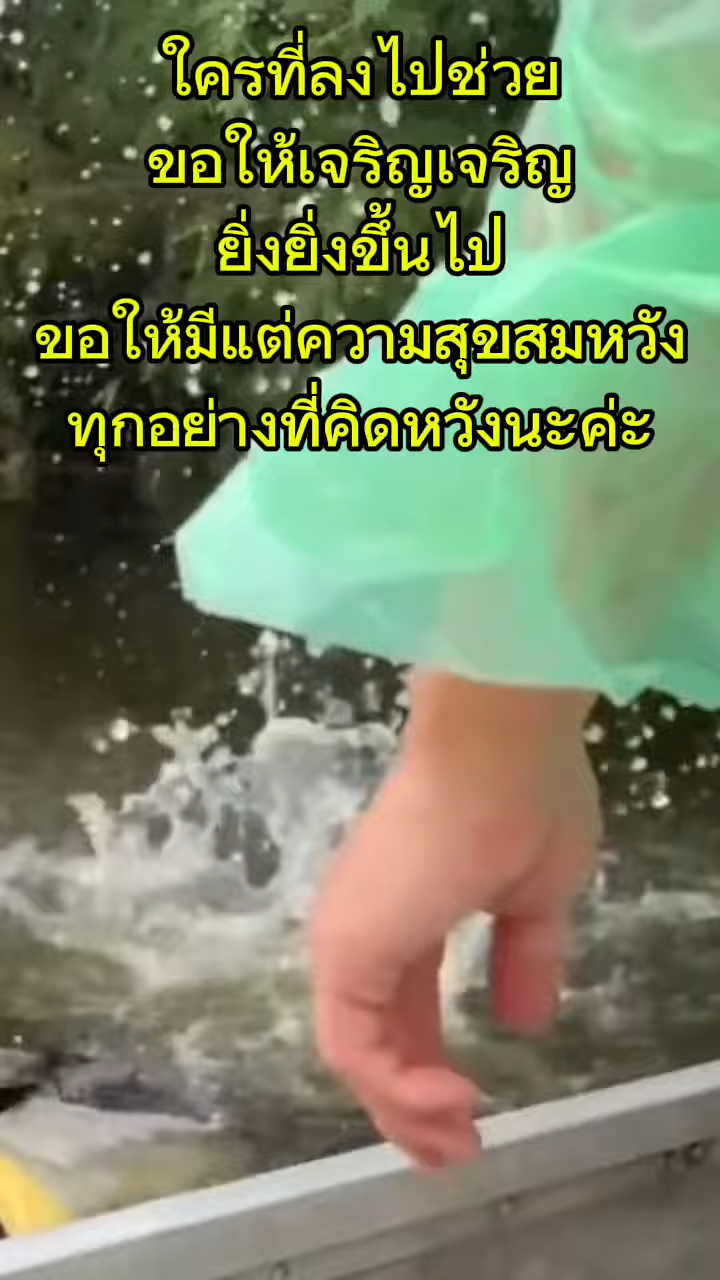 ใครที่ลงไปช่วย
ขอให้เจริญเจริญ
ยิ่งยิ่งขึ้นไป
ขอให้มีแต่ความสุขสมหวัง
ทุกอย่างที่คิดหวังนะค่ะ